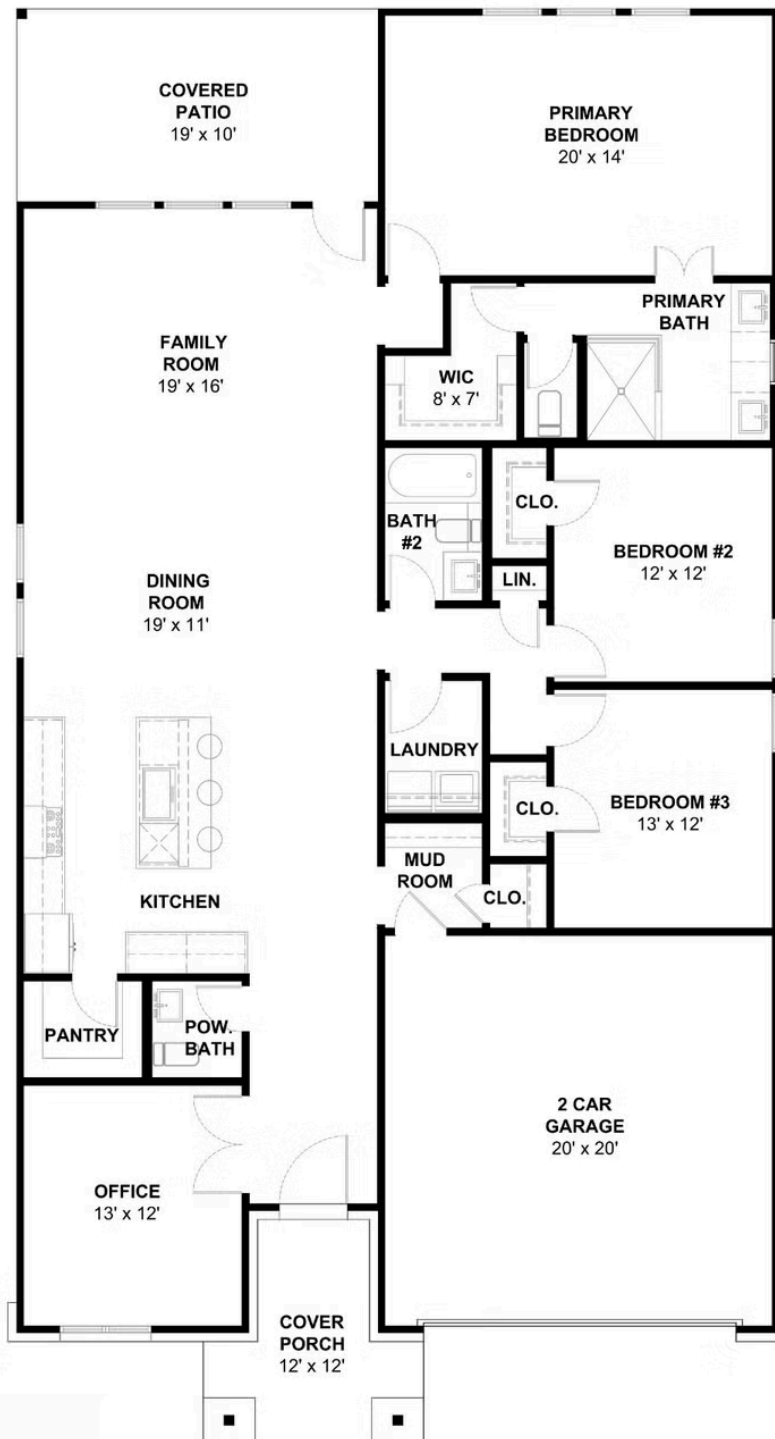 COVERED
PATIO
19' x 10'
PRIMARY
BEDROOM
20' x 14'
FAMILY
ROOM
19' x 16'
PRIMARY
BATH
WIC
8' x 7'
BATH
#2
CLO.
LIN.
BEDROOM #2
12' x 12'
DINING
ROOM
19' x 11'
LAUNDRY
CLO.
BEDROOM #3
13' x 12'
KITCHEN
MUD
ROOM
CLO.
PANTRY
POW.
BATH
2 CAR
GARAGE
20' x 20'
OFFICE
13' x 12'
COVER
PORCH
12' x 12'